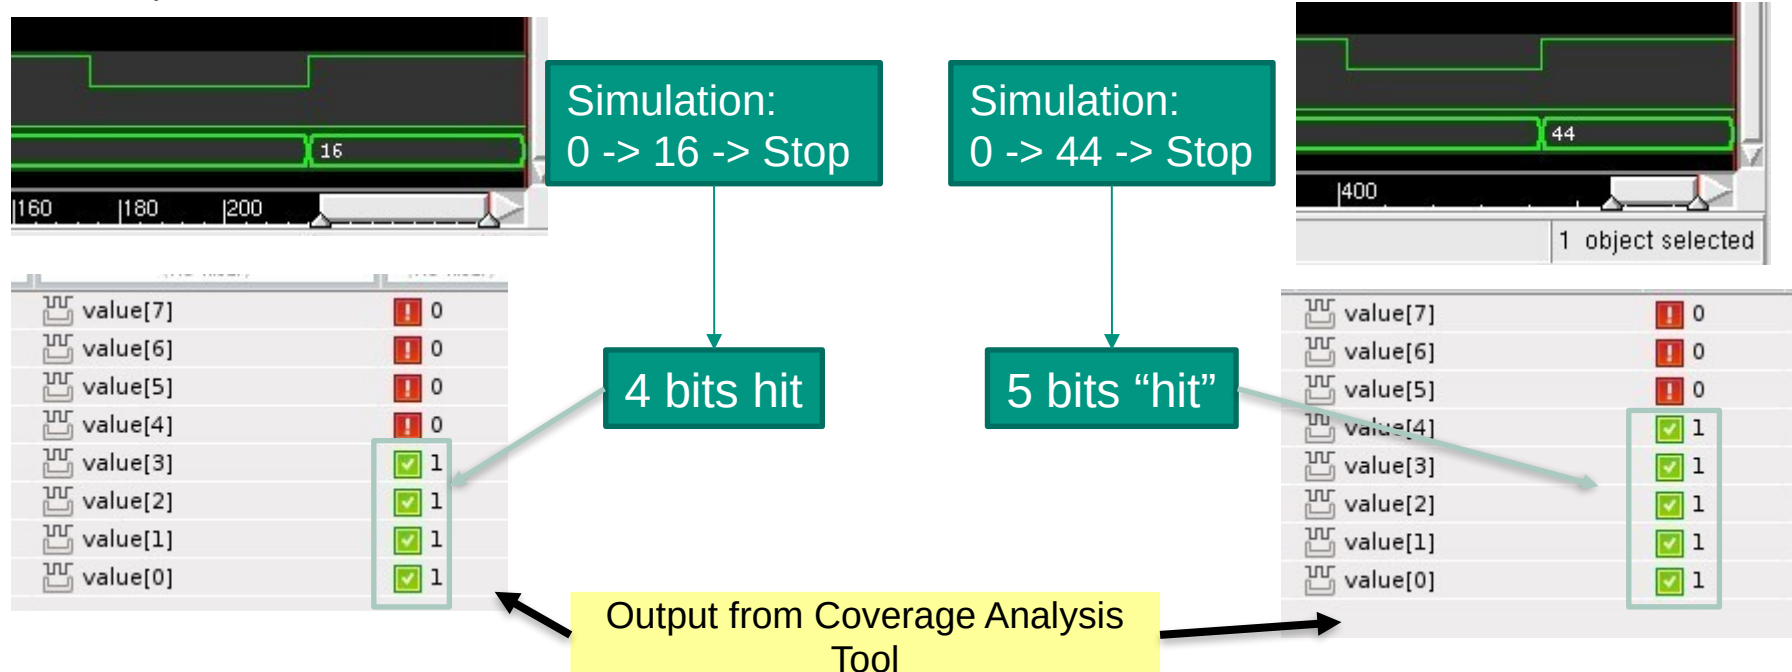 16
|160 |180 |200
Simulation:
0 -> 16 -> Stop
Simulation:
0 -> 44 -> Stop
44
|400
1 object selected
value[7] 0
value[6] 0
value[5] 0
value[4] 0
value[3] 1
value[2] 1
value[1] 1
value[0] 1
4 bits hit
5 bits “hit”
value[7] 0
value[6] 0
value[5] 0
value[4] 1
value[3] 1
value[2] 1
value[1] 1
value[0] 1
Output from Coverage Analysis
Tool